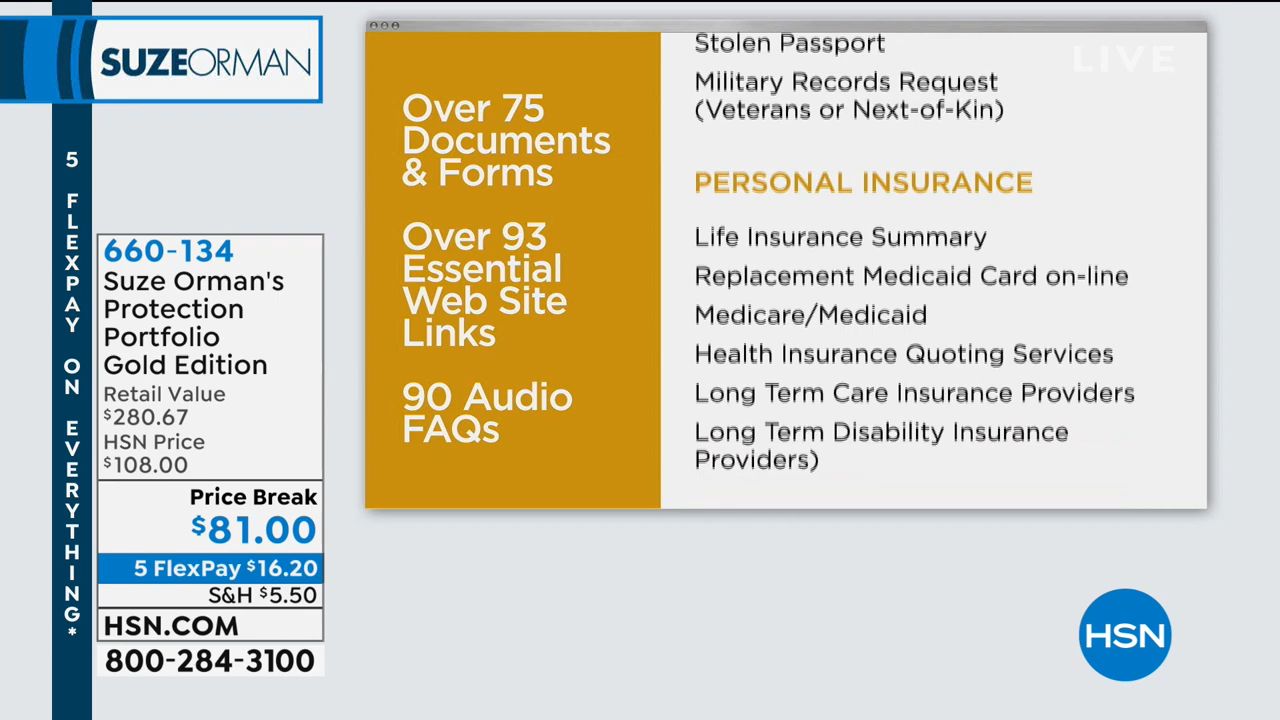 SUZEORMAN
5 FLEXPAY ON EVERYTHING*
660-134
Suze Orman's
Protection
Portfolio
Gold Edition
Retail Value
$280.67
HSN Price
$108.00
Price Break
$81.00
5 FlexPay $16.20
S&H $5.50
HSN.COM
800-284-3100
Over 75
Documents
& Forms
Over 93
Essential
Web Site
Links
90 Audio
FAQs
Stolen Passport
Military Records Request
(Veterans or Next-of-Kin)
PERSONAL INSURANCE
Life Insurance Summary
Replacement Medicaid Card on-line
Medicare/Medicaid
Health Insurance Quoting Services
Long Term Care Insurance Providers
Long Term Disability Insurance
Providers)
LIVE
HSN